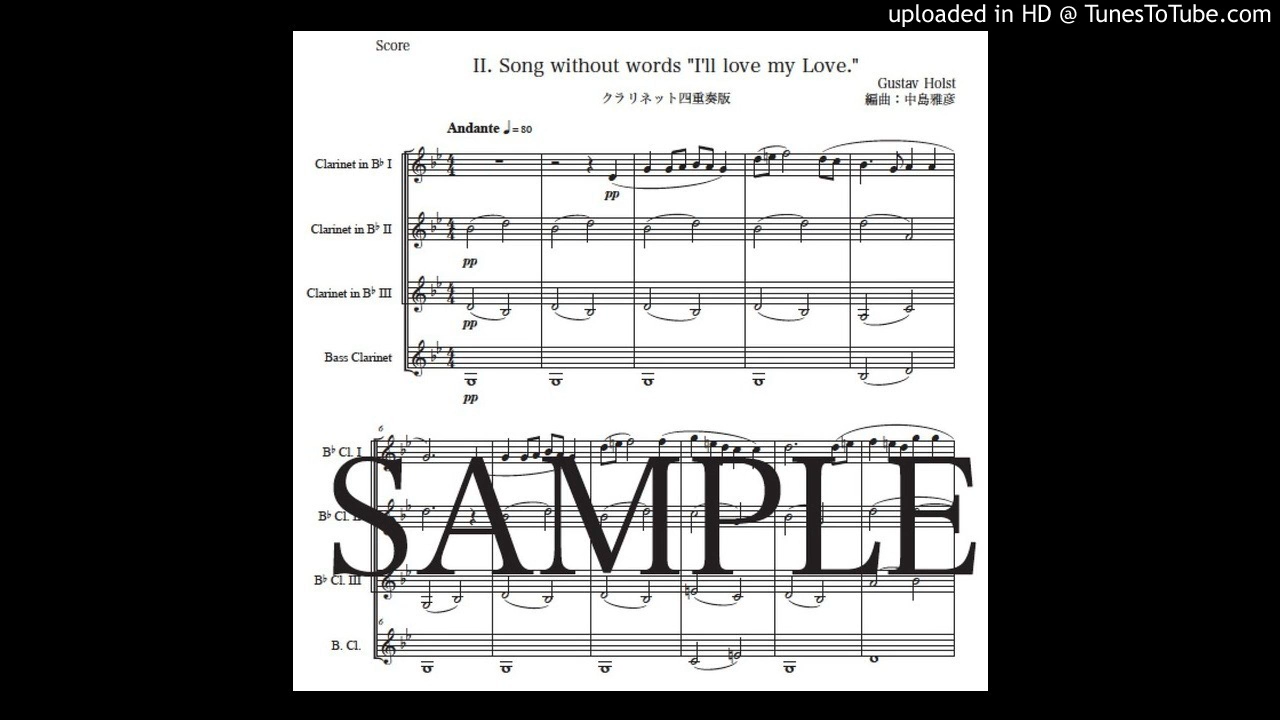 uploaded in HD @ TunesToTube.com
Score
II. Song without words "I'll love my Love."
Gustav Holst
クラリネット四重奏版
編曲：中島雅彦
Andante ♩=80
Clarinet in B♭ I
pp
Clarinet in B♭ II
pp
Clarinet in B♭ III
pp
Bass Clarinet
pp
6
B♭ Cl. I
B♭ Cl. II
B♭ Cl. III
6
B. Cl.
SAMPLE